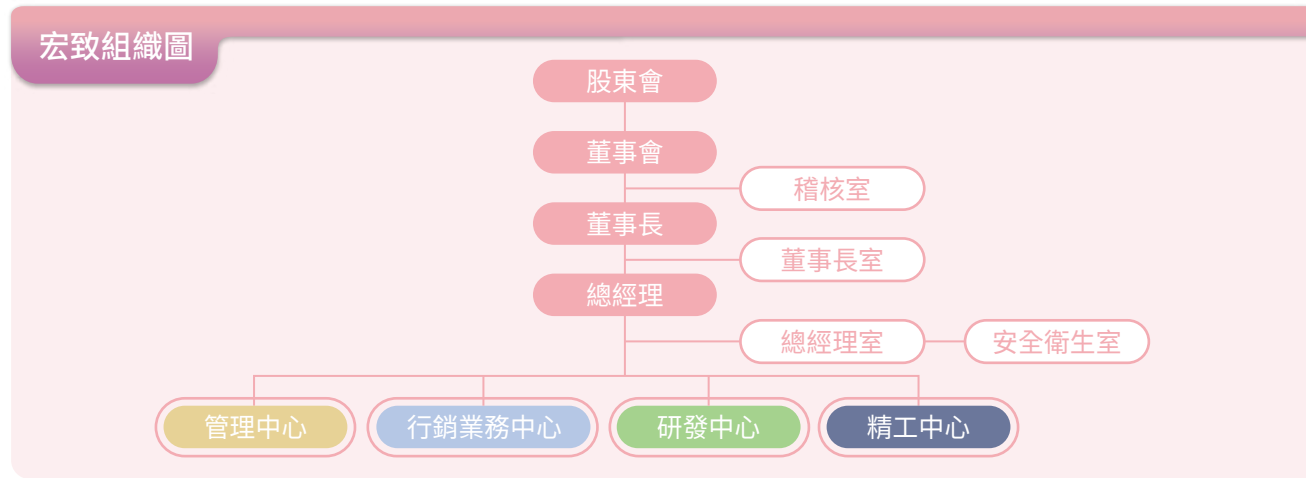 宏致組織圖
股東會
董事會
稽核室
董事長
董事長室
總經理
總經理室
安全衛生室
管理中心
行銷業務中心
研發中心
精工中心